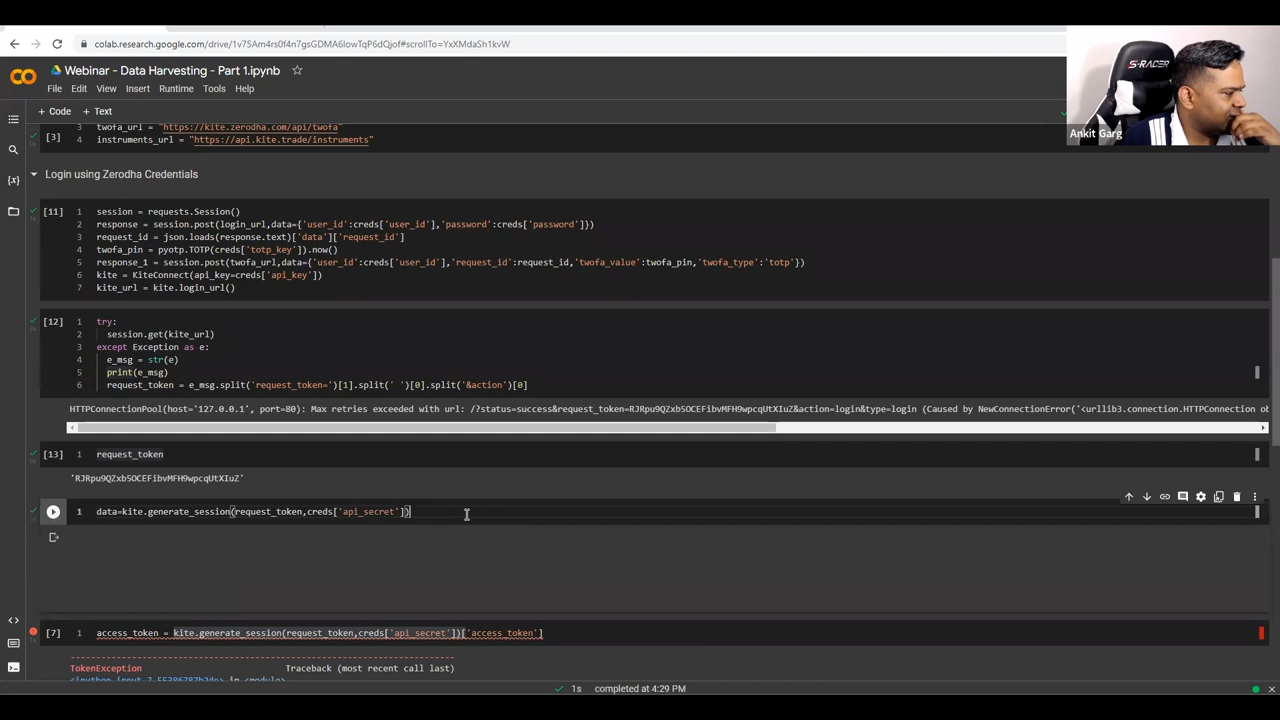 colab.research.google.com/drive/1v75Am4rs0f4n7gsGDMA6IowTqP6dQjof#scrollTo=YxXMdaSh1kvW
Webinar - Data Harvesting - Part 1.ipynb
File Edit View Insert Runtime Tools Help
+ Code + Text
S-RACER
Ankit Garg
3 twofa_url = "https://kite.zerodha.com/api/twofa"
[3] 4 instruments_url = "https://api.kite.trade/instruments"
Login using Zerodha Credentials
[11] 1 session = requests.Session()
2 response = session.post(login_url,data={'user_id':creds['user_id'],'password':creds['password']})
3 request_id = json.loads(response.text)['data']['request_id']
4 twofa_pin = pyotp.TOTP(creds['totp_key']).now()
5 response_1 = session.post(twofa_url,data={'user_id':creds['user_id'],'request_id':request_id,'twofa_value':twofa_pin,'twofa_type':'totp'})
6 kite = KiteConnect(api_key=creds['api_key'])
7 kite_url = kite.login_url()
[12] 1 try:
2 session.get(kite_url)
3 except Exception as e:
4 e_msg = str(e)
5 print(e_msg)
6 request_token = e_msg.split('request_token=')[1].split(' ')[0].split('&action')[0]
HTTPConnectionPool(host='127.0.0.1', port=80): Max retries exceeded with url: /?status=success&request_token=RJRpu9QZxb5OCEFibvMFH9wpcqUtXIuZ&action=login&type=login (Caused by NewConnectionError('<urllib3.connection.HTTPConnection ob
[13] 1 request_token
'RJRpu9QZxb5OCEFibvMFH9wpcqUtXIuZ'
1 data=kite.generate_session(request_token,creds['api_secret'])
[7] 1 access_token = kite.generate_session(request_token,creds['api_secret'])['access_token']
TokenException Traceback (most recent call last)
in <module>
1s completed at 4:29 PM